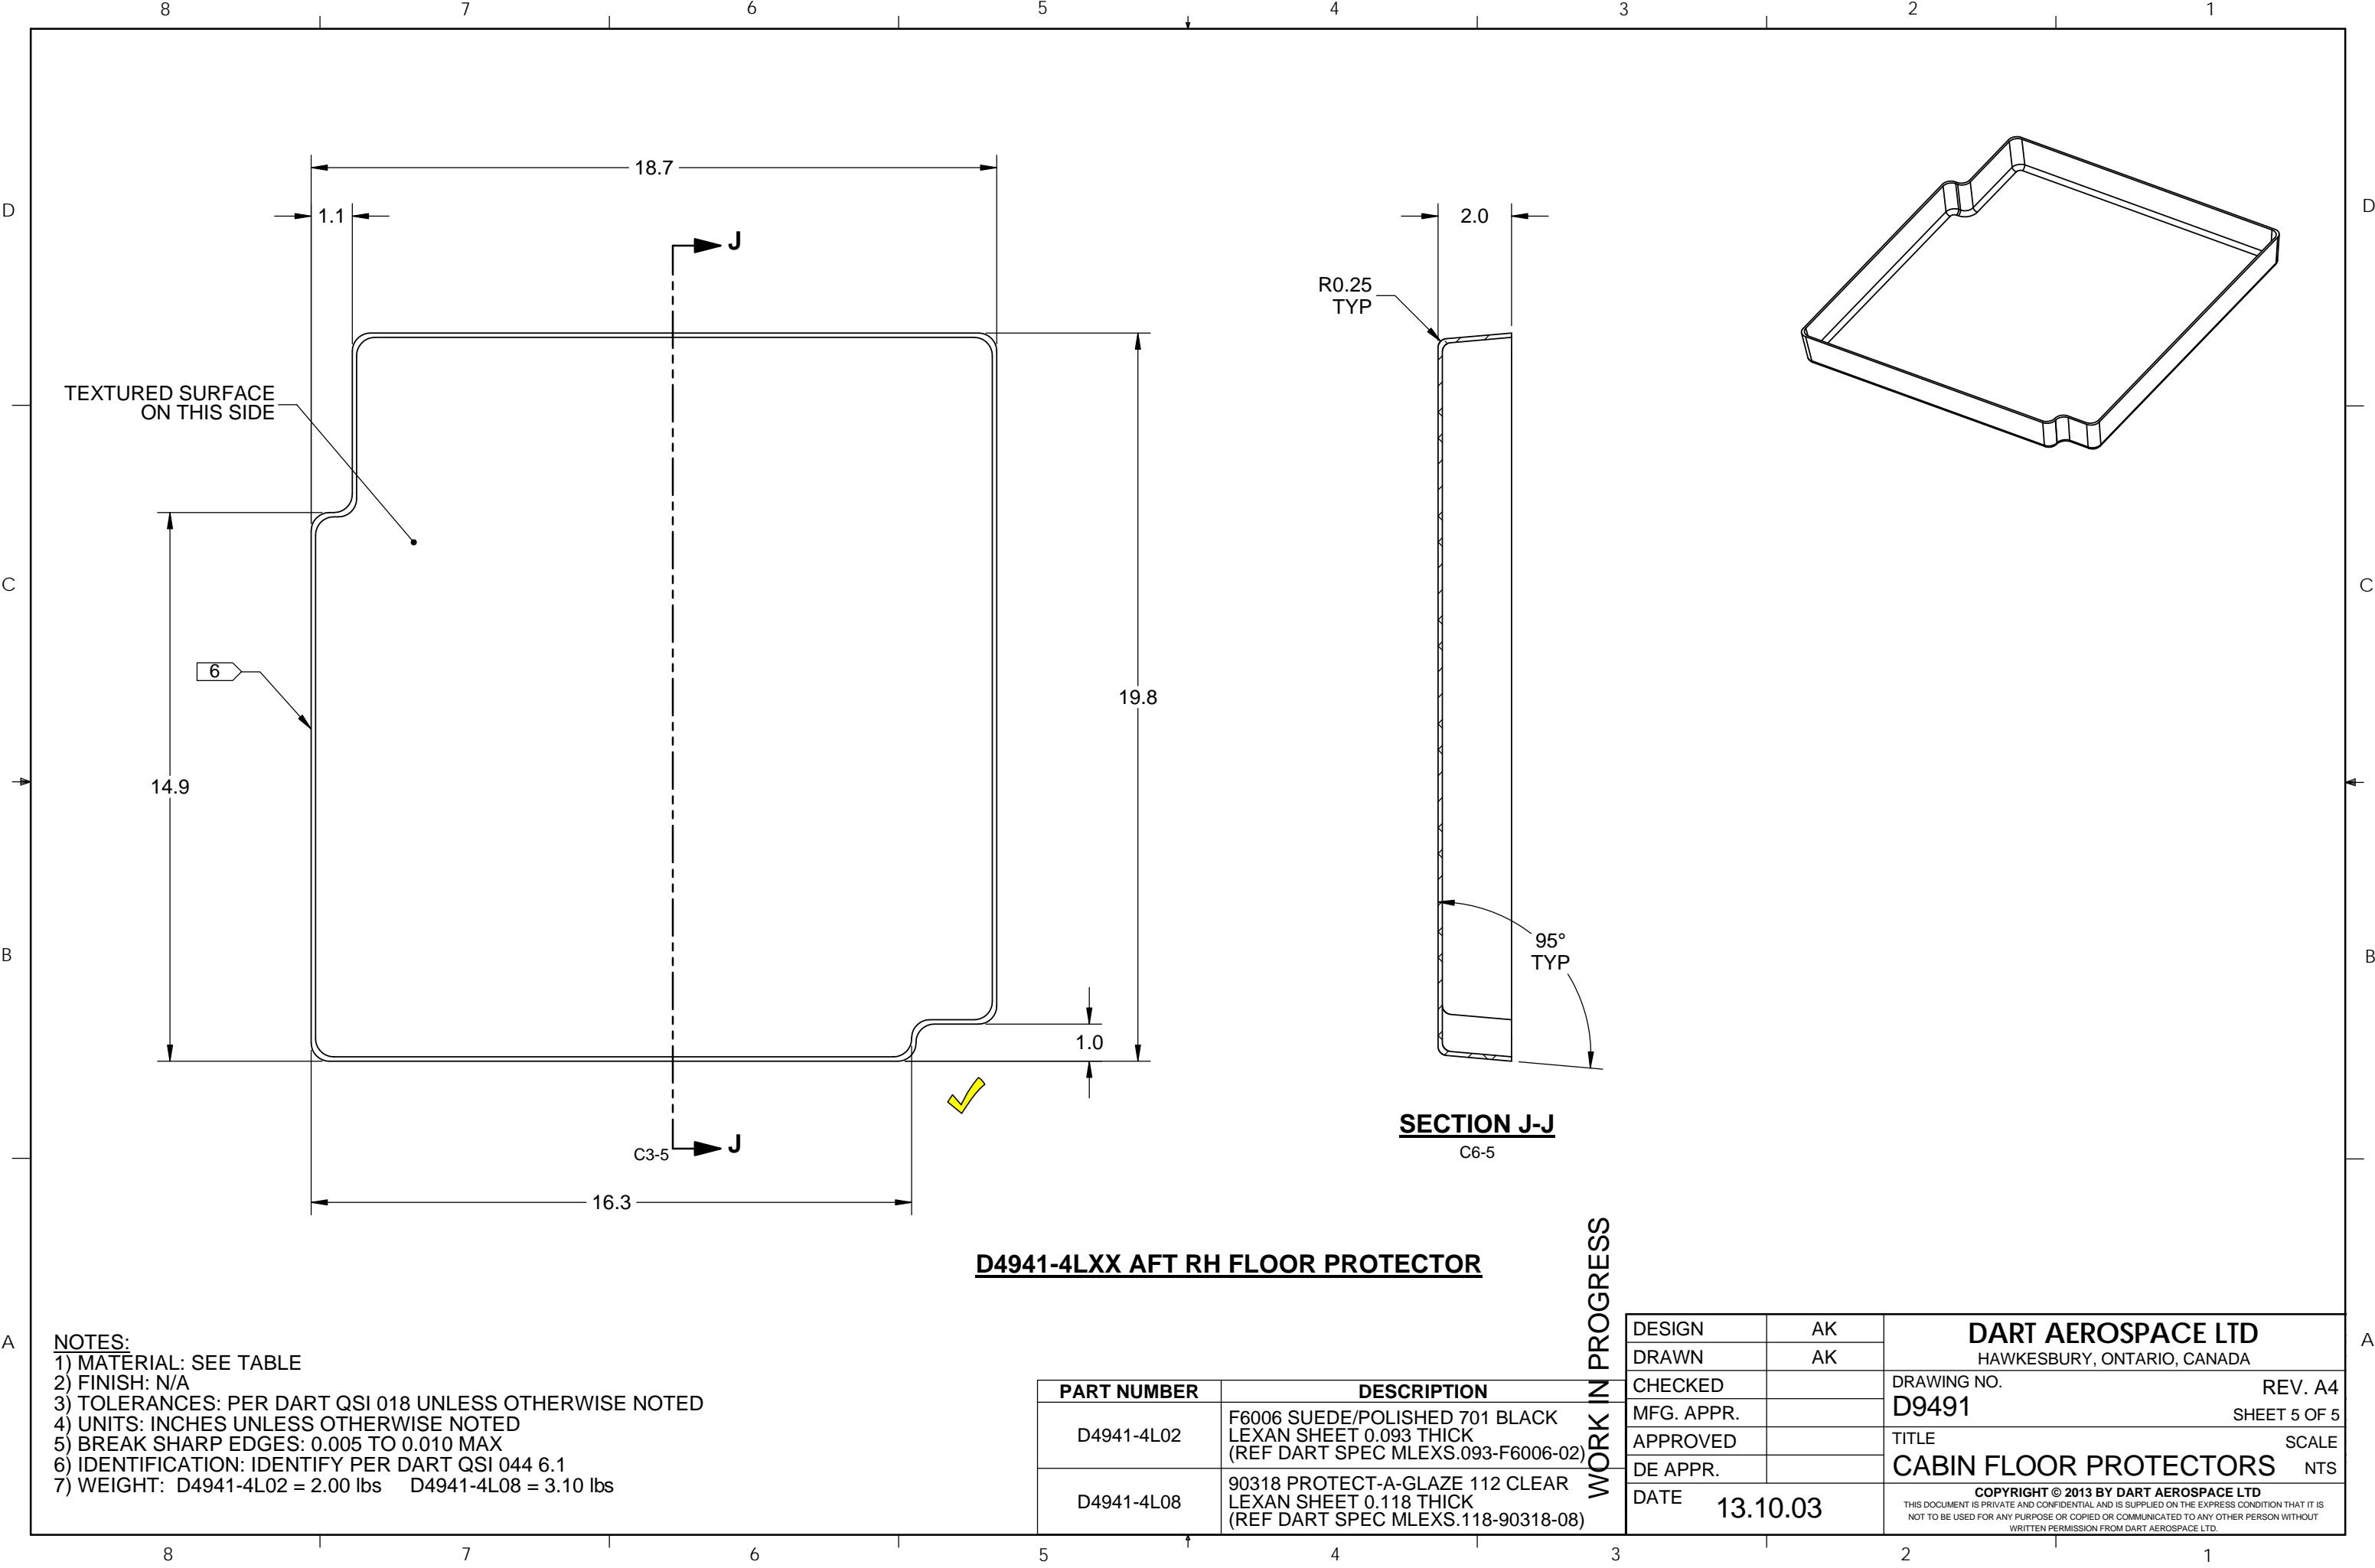 8 7 6 5 4 3 2 1
D
D
C
C
B
B
A
A
18.7
1.1
J
TEXTURED SURFACE
ON THIS SIDE
6
14.9
19.8
1.0
C3-5
J
16.3
2.0
R0.25
TYP
95°
TYP
SECTION J-J
C6-5
D4941-4LXX AFT RH FLOOR PROTECTOR
NOTES:
1) MATERIAL: SEE TABLE
2) FINISH: N/A
3) TOLERANCES: PER DART QSI 018 UNLESS OTHERWISE NOTED
4) UNITS: INCHES UNLESS OTHERWISE NOTED
5) BREAK SHARP EDGES: 0.005 TO 0.010 MAX
6) IDENTIFICATION: IDENTIFY PER DART QSI 044 6.1
7) WEIGHT: D4941-4L02 = 2.00 lbs D4941-4L08 = 3.10 lbs
PART NUMBER DESCRIPTION
D4941-4L02
F6006 SUEDE/POLISHED 701 BLACK
LEXAN SHEET 0.093 THICK
(REF DART SPEC MLEXS.093-F6006-02)
D4941-4L08
90318 PROTECT-A-GLAZE 112 CLEAR
LEXAN SHEET 0.118 THICK
(REF DART SPEC MLEXS.118-90318-08)
WORK IN PROGRESS
DESIGN AK
DRAWN AK
CHECKED
MFG. APPR.
APPROVED
DE APPR.
DATE 13.10.03
DART AEROSPACE LTD
HAWKESBURY, ONTARIO, CANADA
DRAWING NO. REV. A4
D9491 SHEET 5 OF 5
TITLE SCALE
CABIN FLOOR PROTECTORS NTS
COPYRIGHT © 2013 BY DART AEROSPACE LTD
THIS DOCUMENT IS PRIVATE AND CONFIDENTIAL AND IS SUPPLIED ON THE EXPRESS CONDITION THAT IT IS
NOT TO BE USED FOR ANY PURPOSE OR COPIED OR COMMUNICATED TO ANY OTHER PERSON WITHOUT
WRITTEN PERMISSION FROM DART AEROSPACE LTD.
8 7 6 5 4 3 2 1